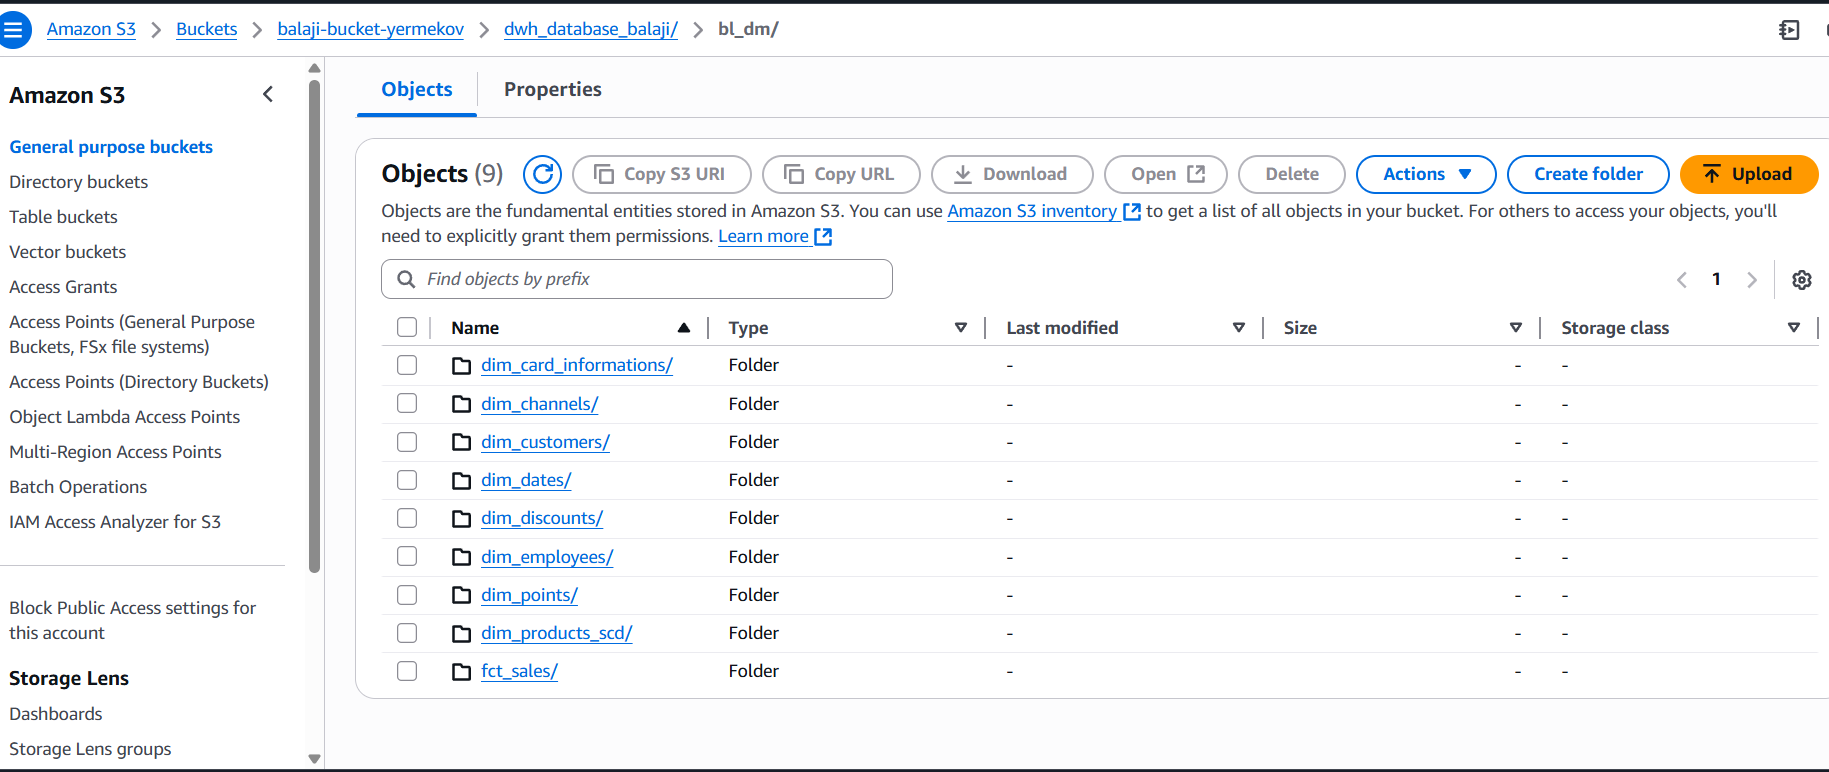 Amazon S3 > Buckets > balaji-bucket-yermekov > dwh_database_balaji/ > bl_dm/
Amazon S3
General purpose buckets
Directory buckets
Table buckets
Vector buckets
Access Grants
Access Points (General Purpose
Buckets, FSx file systems)
Access Points (Directory Buckets)
Object Lambda Access Points
Multi-Region Access Points
Batch Operations
IAM Access Analyzer for S3
Block Public Access settings for
this account
Storage Lens
Dashboards
Storage Lens groups
Objects Properties
Objects (9) Copy S3 URI Copy URL Download Open Delete Actions Create folder Upload
Objects are the fundamental entities stored in Amazon S3. You can use Amazon S3 inventory to get a list of all objects in your bucket. For others to access your objects, you'll
need to explicitly grant them permissions. Learn more
Find objects by prefix
1
Name Type Last modified Size Storage class
dim_card_informations/ Folder - - -
dim_channels/ Folder - - -
dim_customers/ Folder - - -
dim_dates/ Folder - - -
dim_discounts/ Folder - - -
dim_employees/ Folder - - -
dim_points/ Folder - - -
dim_products_scd/ Folder - - -
fct_sales/ Folder - - -